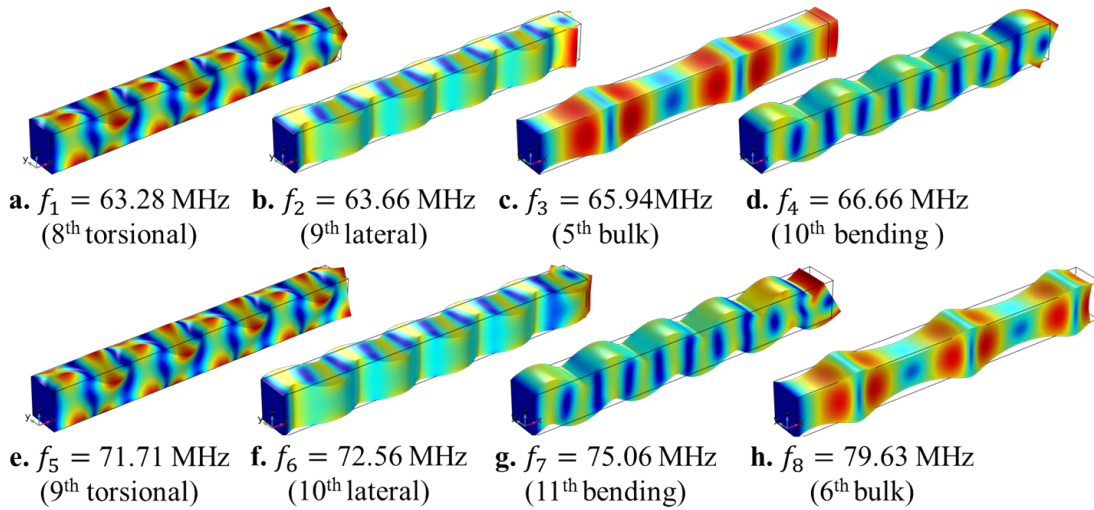 a. f₁ = 63.28 MHz b. f₂ = 63.66 MHz c. f₃ = 65.94MHz d. f₄ = 66.66 MHz
(8th torsional) (9th lateral) (5th bulk) (10th bending )
e. f₅ = 71.71 MHz f. f₆ = 72.56 MHz g. f₇ = 75.06 MHz h. f₈ = 79.63 MHz
(9th torsional) (10th lateral) (11th bending) (6th bulk)